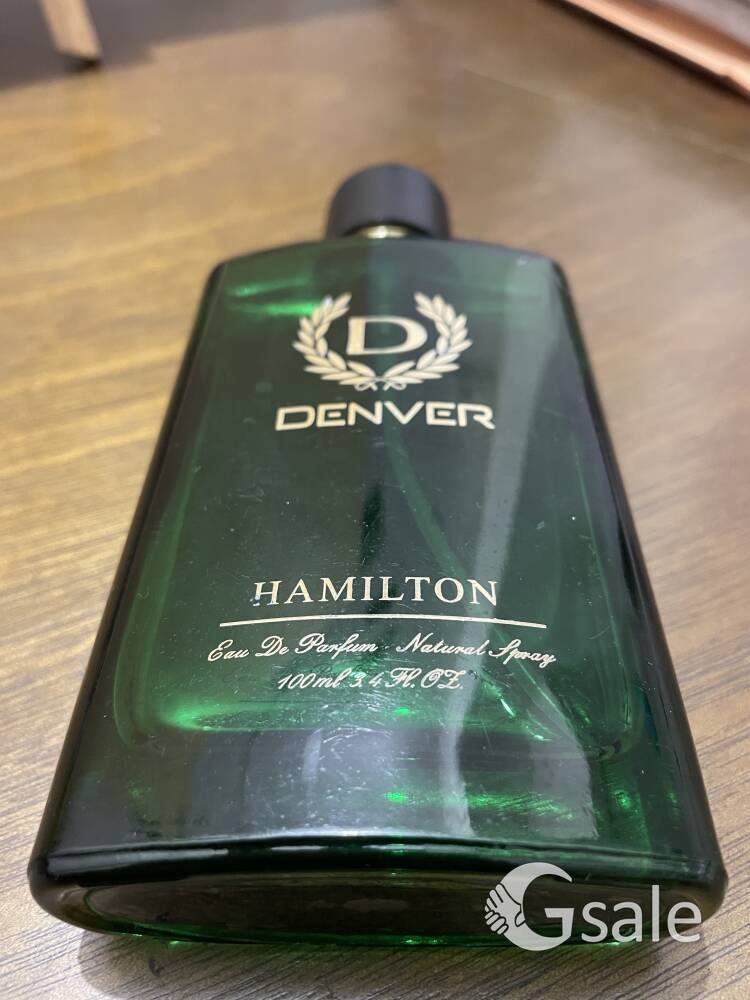 D
DENVER
HAMILTON
Eau De Parfum - Natural Spray
100ml 3.4 Fl. OZ.
Gsale